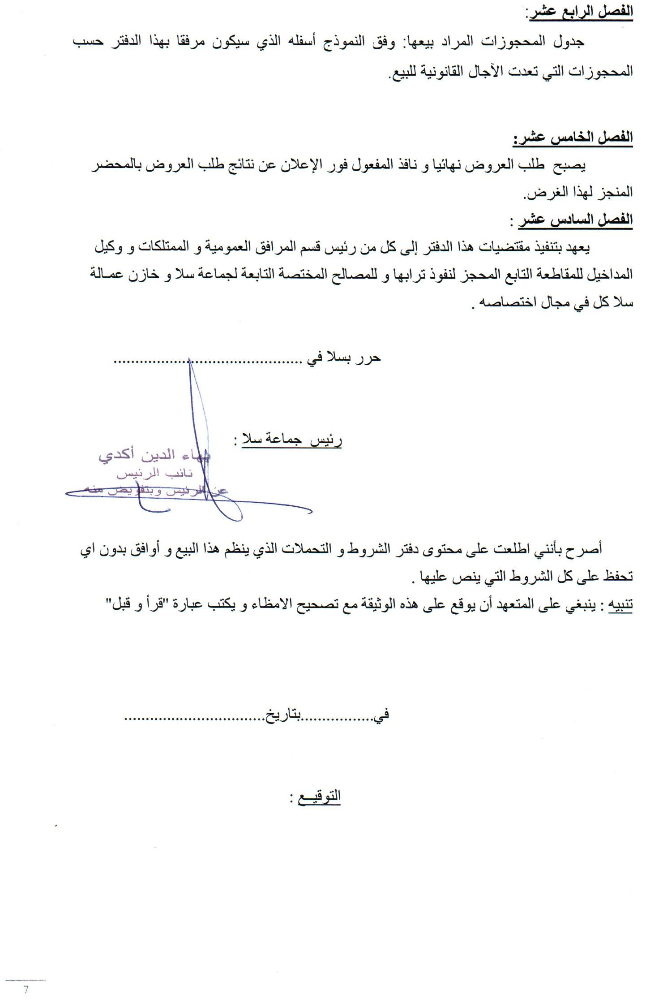 الفصل الرابع عشر:
جدول المحجوزات المراد بيعها: وفق النموذج أسفله الذي سيكون مرفقا بهذا الدفتر حسب
المحجوزات التي تعدت الآجال القانونية للبيع.
الفصل الخامس عشر:
يصبح طلب العروض نهائيا و نافذ المفعول فور الإعلان عن نتائج طلب العروض بالمحضر
المنجز لهذا الغرض.
الفصل السادس عشر :
يعهد بتنفيذ مقتضيات هذا الدفتر إلى كل من رئيس قسم المرافق العمومية و الممتلكات و وكيل
المداخيل للمقاطعة التابع المحجز لنفوذ ترابها و للمصالح المختصة التابعة لجماعة سلا و خازن عمـالة
سلا كل في مجال اختصاصه .
حرر بسلا في ............................................
رئيس جماعة سلا :
بهاء الدين أكدي
نائب الرئيس
عن الرئيس وبتفويض منه
أصرح بأنني اطلعت على محتوى دفتر الشروط و التحملات الذي ينظم هذا البيع و أوافق بدون اي
تحفظ على كل الشروط التي ينص عليها .
تنبيه : ينبغي على المتعهد أن يوقع على هذه الوثيقة مع تصحيح الامظاء و يكتب عبارة "قرأ و قبل"
في.................بتاريخ.................................
التوقيـــع :
7